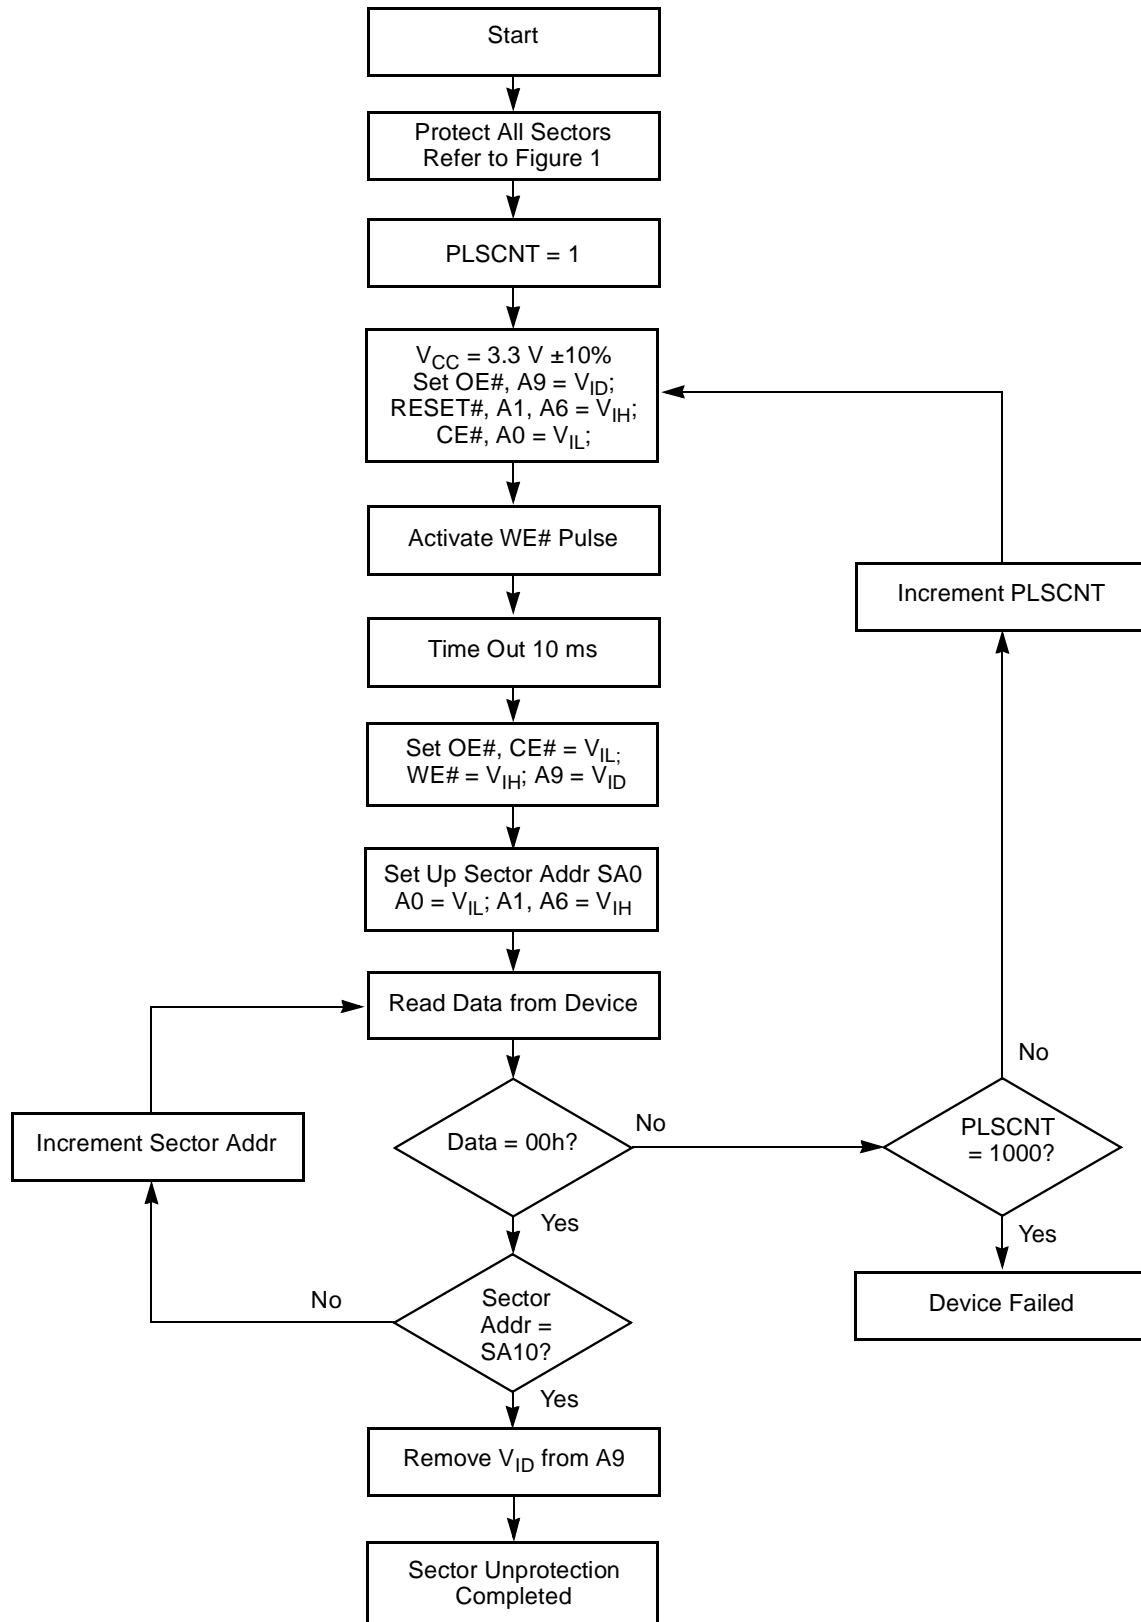 Start
Protect All Sectors
Refer to Figure 1
PLSCNT = 1
VCC = 3.3 V ±10%
Set OE#, A9 = VID;
RESET#, A1, A6 = VIH;
CE#, A0 = VIL;
Activate WE# Pulse
Increment PLSCNT
Time Out 10 ms
Set OE#, CE# = VIL;
WE# = VIH; A9 = VID
Set Up Sector Addr SA0
A0 = VIL; A1, A6 = VIH
Read Data from Device
No
Increment Sector Addr
Data = 00h?
No
PLSCNT
= 1000?
Yes
Yes
No
Sector
Addr =
SA10?
Device Failed
Yes
Remove VID from A9
Sector Unprotection
Completed